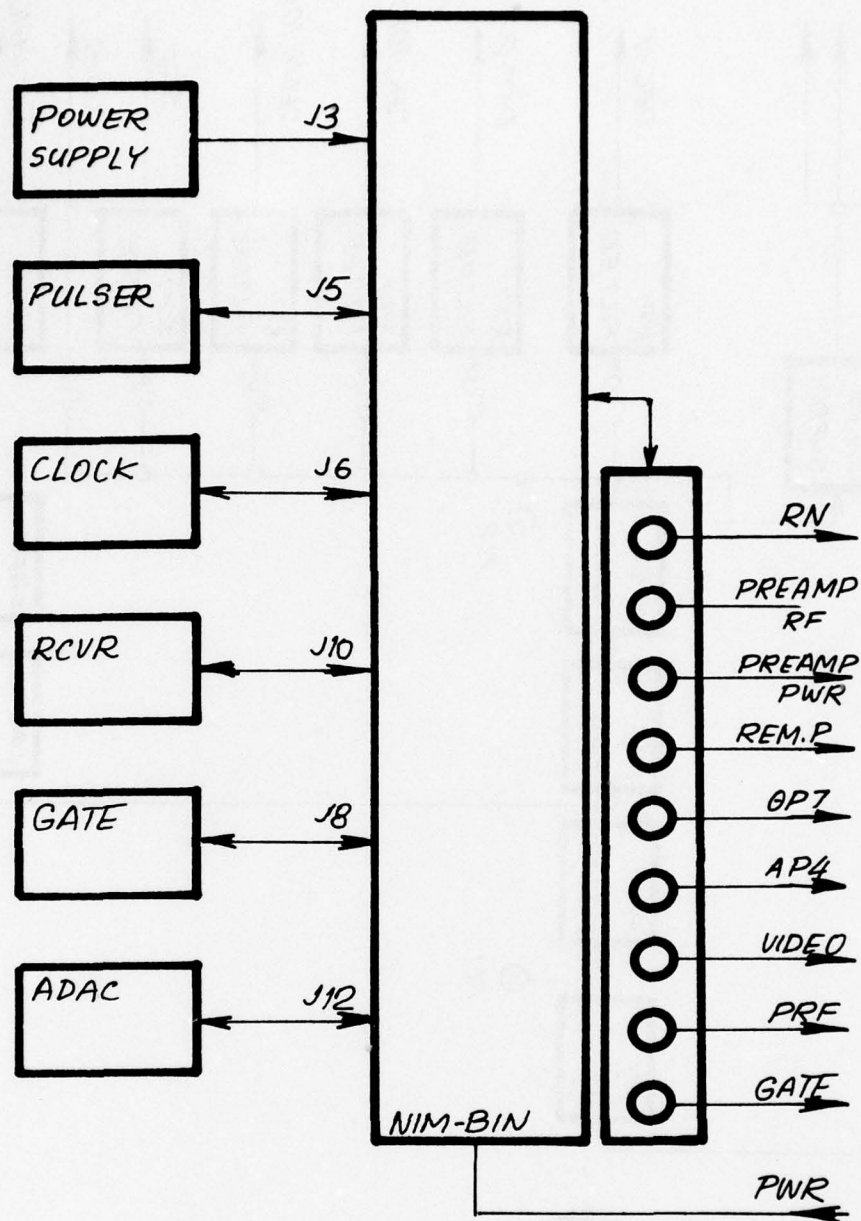 POWER
SUPPLY
J3
PULSER
J5
CLOCK
J6
RCVR
J10
GATE
J8
ADAC
J12
NIM-BIN
RN
PREAMP
RF
PREAMP
PWR
REM.P
θP7
AP4
VIDEO
PRF
GATE
PWR